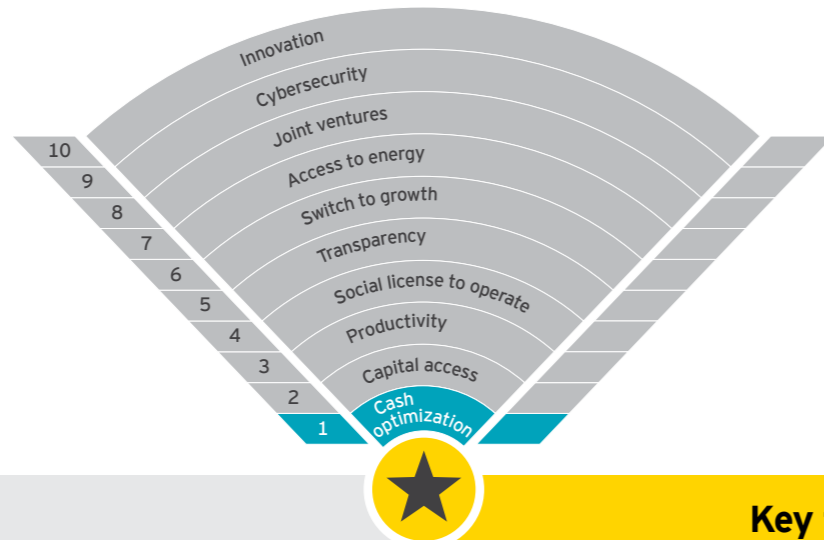 Innovation
Cybersecurity
Joint ventures
Access to energy
Switch to growth
Transparency
Social license to operate
Productivity
Capital access
Cash
optimization
10
9
8
7
6
5
4
3
2
1
Key